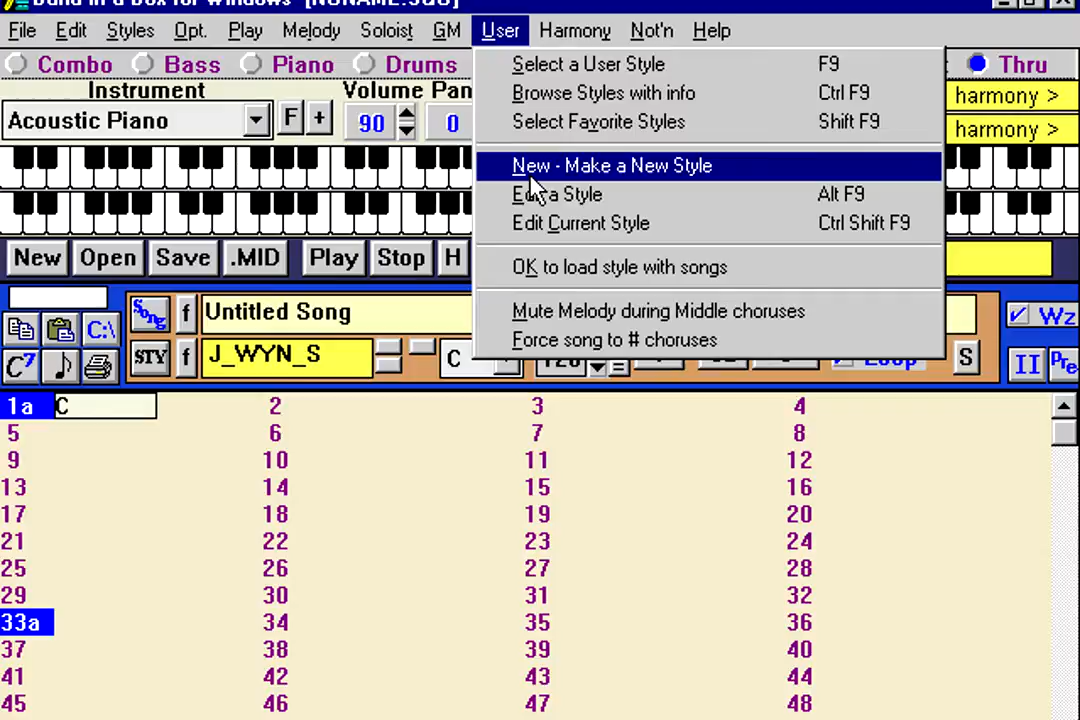 Band in a Box for Windows [NONAME.SGU]
File Edit Styles Opt. Play Melody Soloist GM User Harmony Not'n Help
Combo Bass Piano Drums Thru
Instrument Volume Pan
Acoustic Piano F + 90 0
harmony >
harmony >
Select a User Style F9
Browse Styles with info Ctrl F9
Select Favorite Styles Shift F9
New - Make a New Style
Edit a Style Alt F9
Edit Current Style Ctrl Shift F9
OK to load style with songs
Mute Melody during Middle choruses
Force song to # choruses
New Open Save .MID Play Stop H
Song f Untitled Song Wz
C:\
STY f J_WYN_S C 120 = Loop S
C7 II Pre
1a C 2 3 4
5 6 7 8
9 10 11 12
13 14 15 16
17 18 19 20
21 22 23 24
25 26 27 28
29 30 31 32
33a 34 35 36
37 38 39 40
41 42 43 44
45 46 47 48